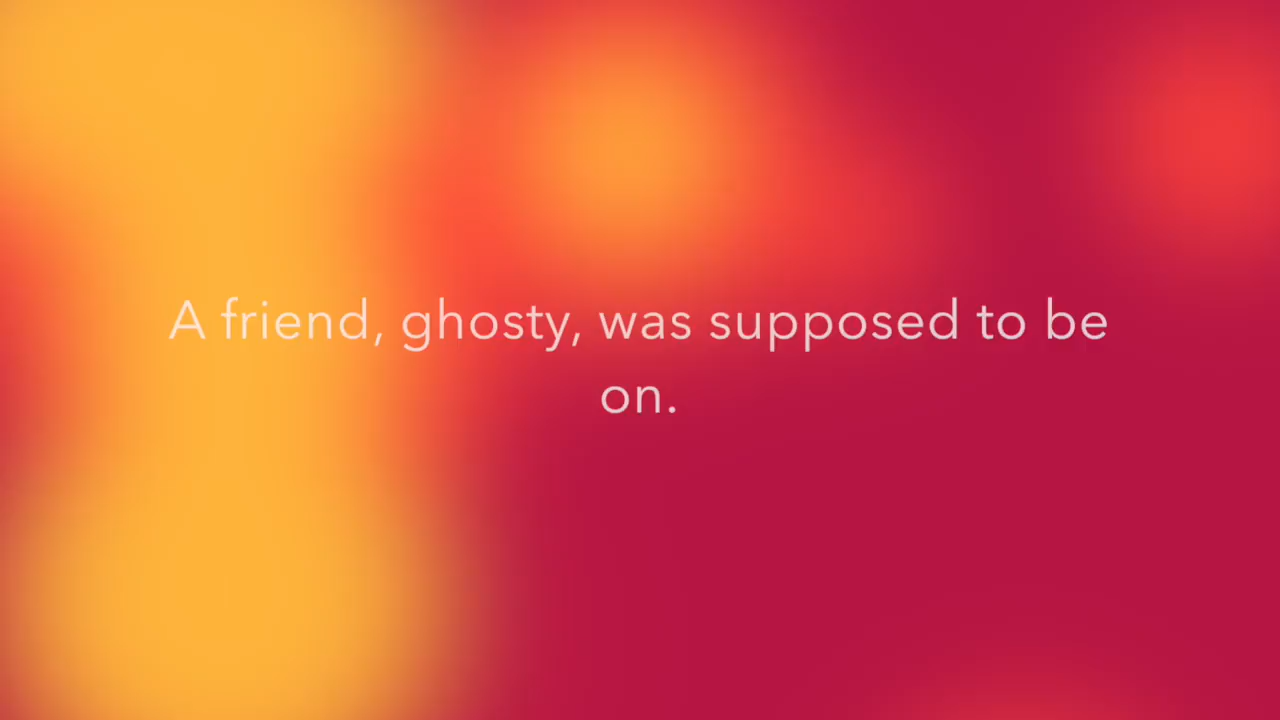 A friend, ghosty, was supposed to be
on.